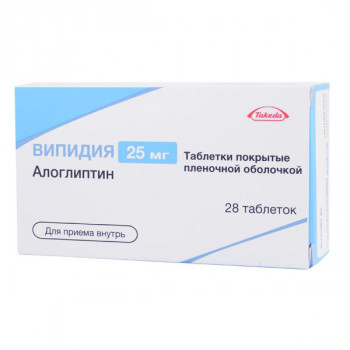 Takeda
ВИПИДИЯ 25 мг
Алоглиптин
Таблетки покрытые
пленочной оболочкой
28 таблеток
Для приема внутрь